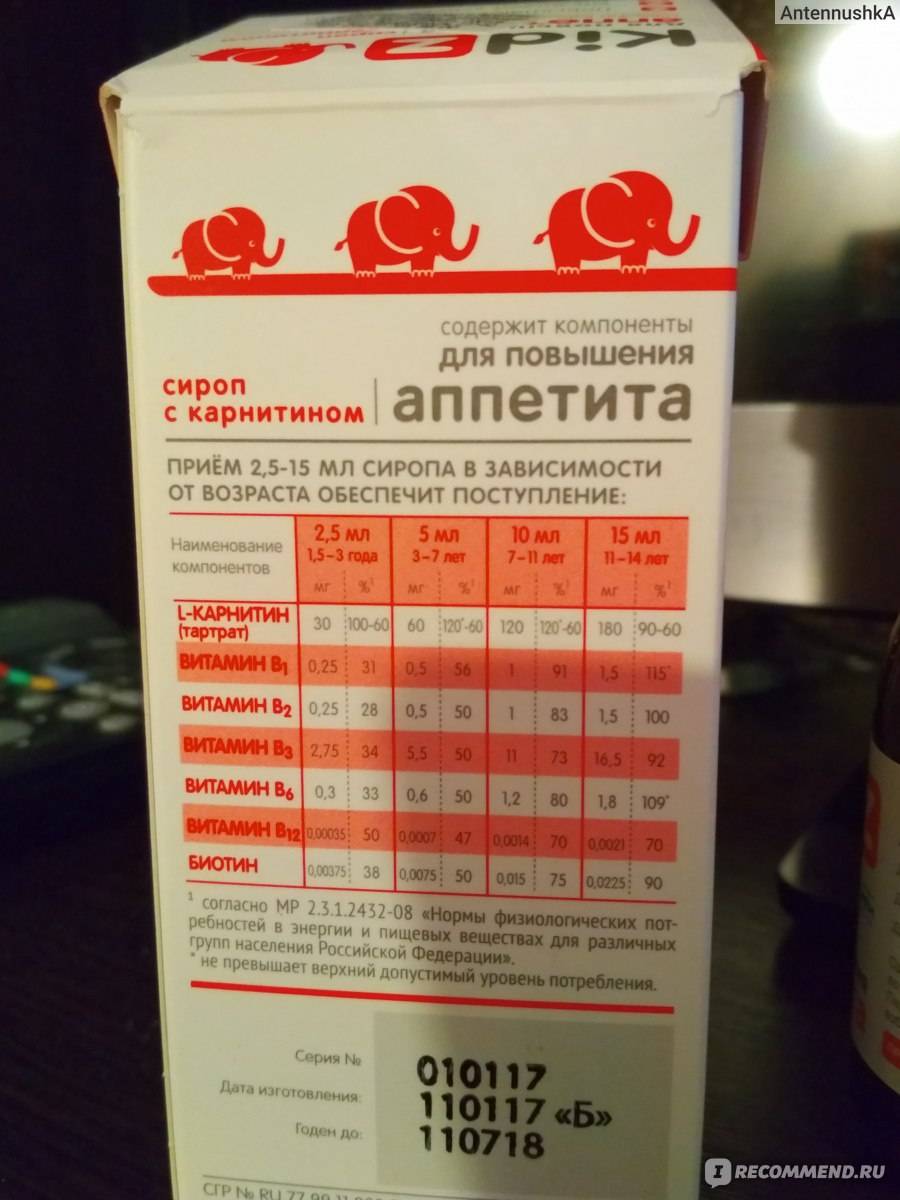 AntennushkA
KidZ
содержит компоненты
для повышения
сироп
с карнитином
аппетита
ПРИЁМ 2,5-15 МЛ СИРОПА В ЗАВИСИМОСТИ
ОТ ВОЗРАСТА ОБЕСПЕЧИТ ПОСТУПЛЕНИЕ:
Наименование компонентов 2,5 мл 1,5–3 года 5 мл 3–7 лет 10 мл 7–11 лет 15 мл 11–14 лет
мг %¹ мг %¹ мг %¹ мг %¹
L-КАРНИТИН (тартрат) 30 100-60 60 120*-60 120 120*-60 180 90-60
ВИТАМИН B1 0,25 31 0,5 56 1 91 1,5 115*
ВИТАМИН B2 0,25 28 0,5 50 1 83 1,5 100
ВИТАМИН B3 2,75 34 5,5 50 11 73 16,5 92
ВИТАМИН B6 0,3 33 0,6 50 1,2 80 1,8 109*
ВИТАМИН B12 0,00035 50 0,0007 47 0,0014 70 0,0021 70
БИОТИН 0,00375 38 0,0075 50 0,015 75 0,0225 90
¹ согласно МР 2.3.1.2432-08 «Нормы физиологических пот-
ребностей в энергии и пищевых веществах для различных
групп населения Российской Федерации».
* не превышает верхний допустимый уровень потребления.
Серия № 010117
Дата изготовления: 110117 «Б»
Годен до: 110718
СГР № RU.77.99.11
IRECOMMEND.RU